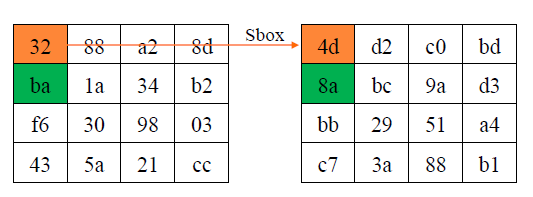 Sbox
32 88 a2 8d 4d d2 c0 bd
ba 1a 34 b2 8a bc 9a d3
f6 30 98 03 bb 29 51 a4
43 5a 21 cc c7 3a 88 b1